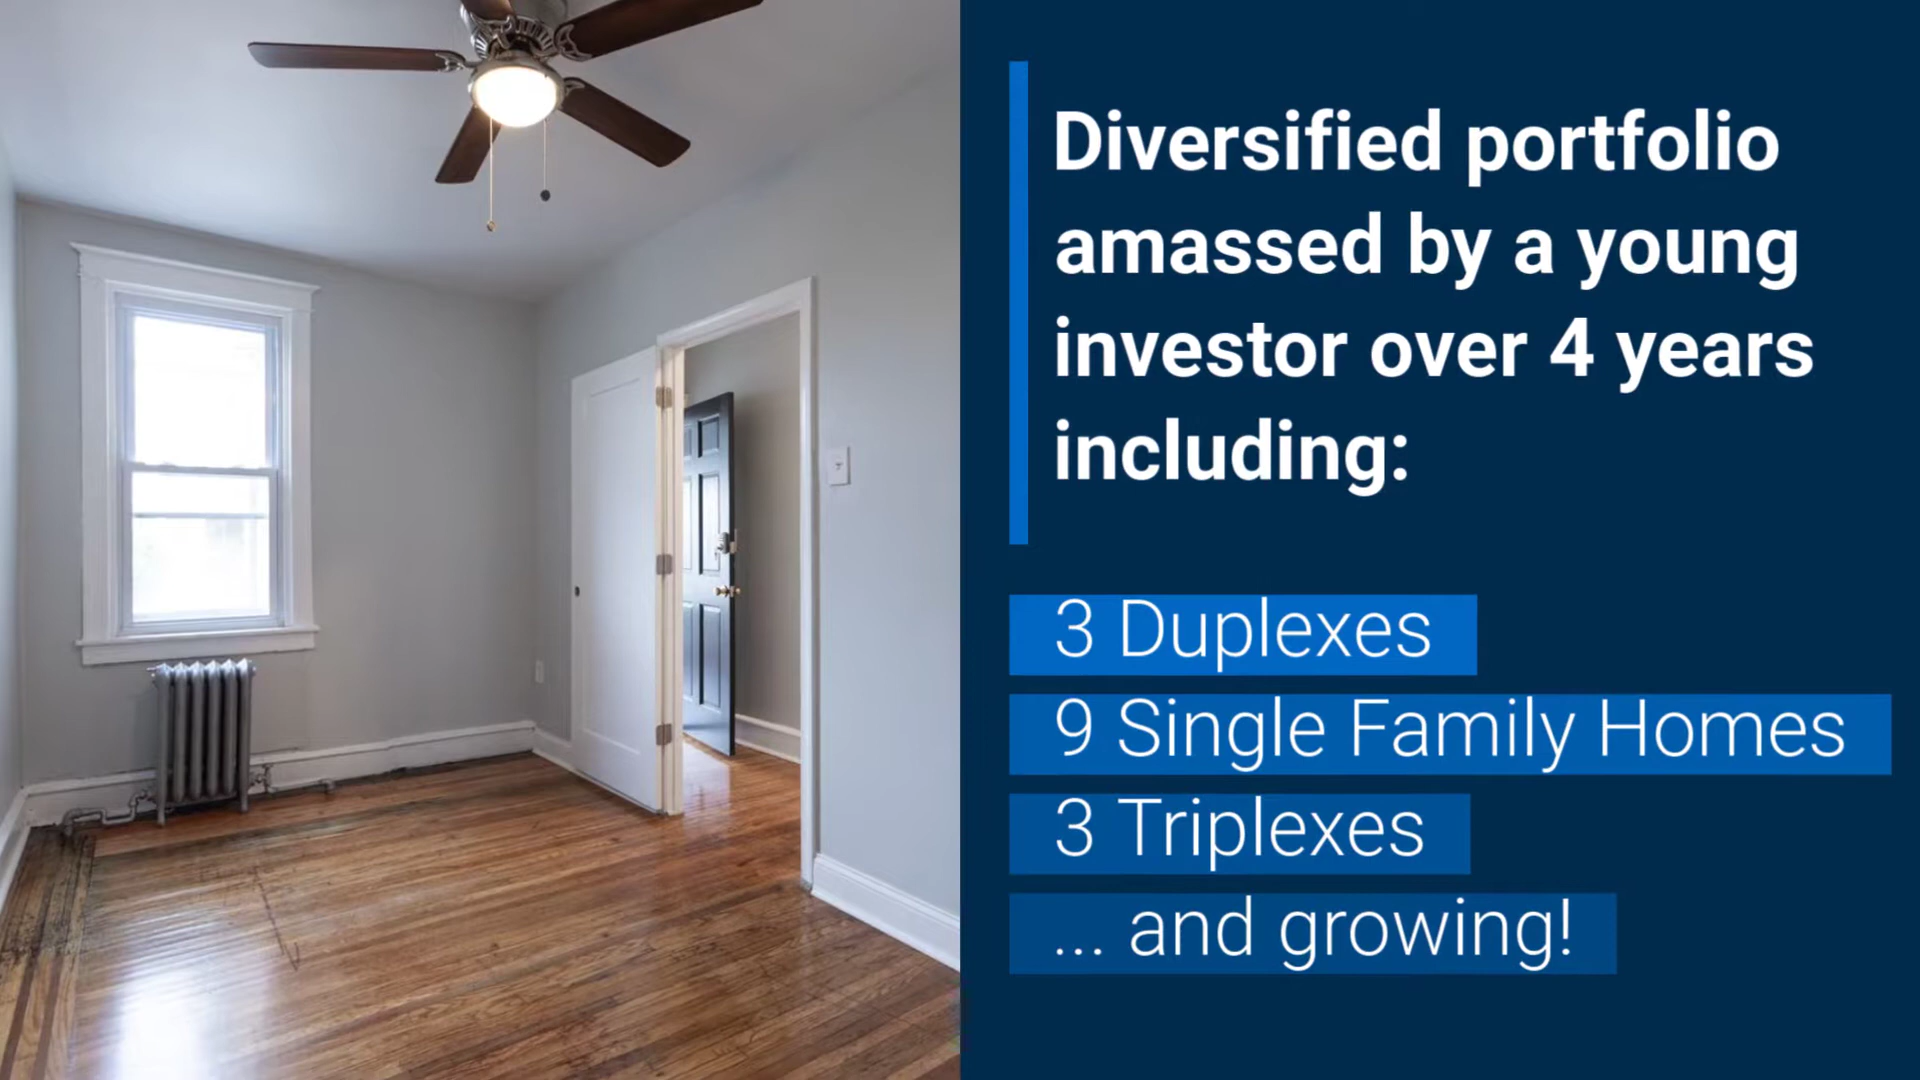 Diversified portfolio
amassed by a young
investor over 4 years
including:
3 Duplexes
9 Single Family Homes
3 Triplexes
... and growing!